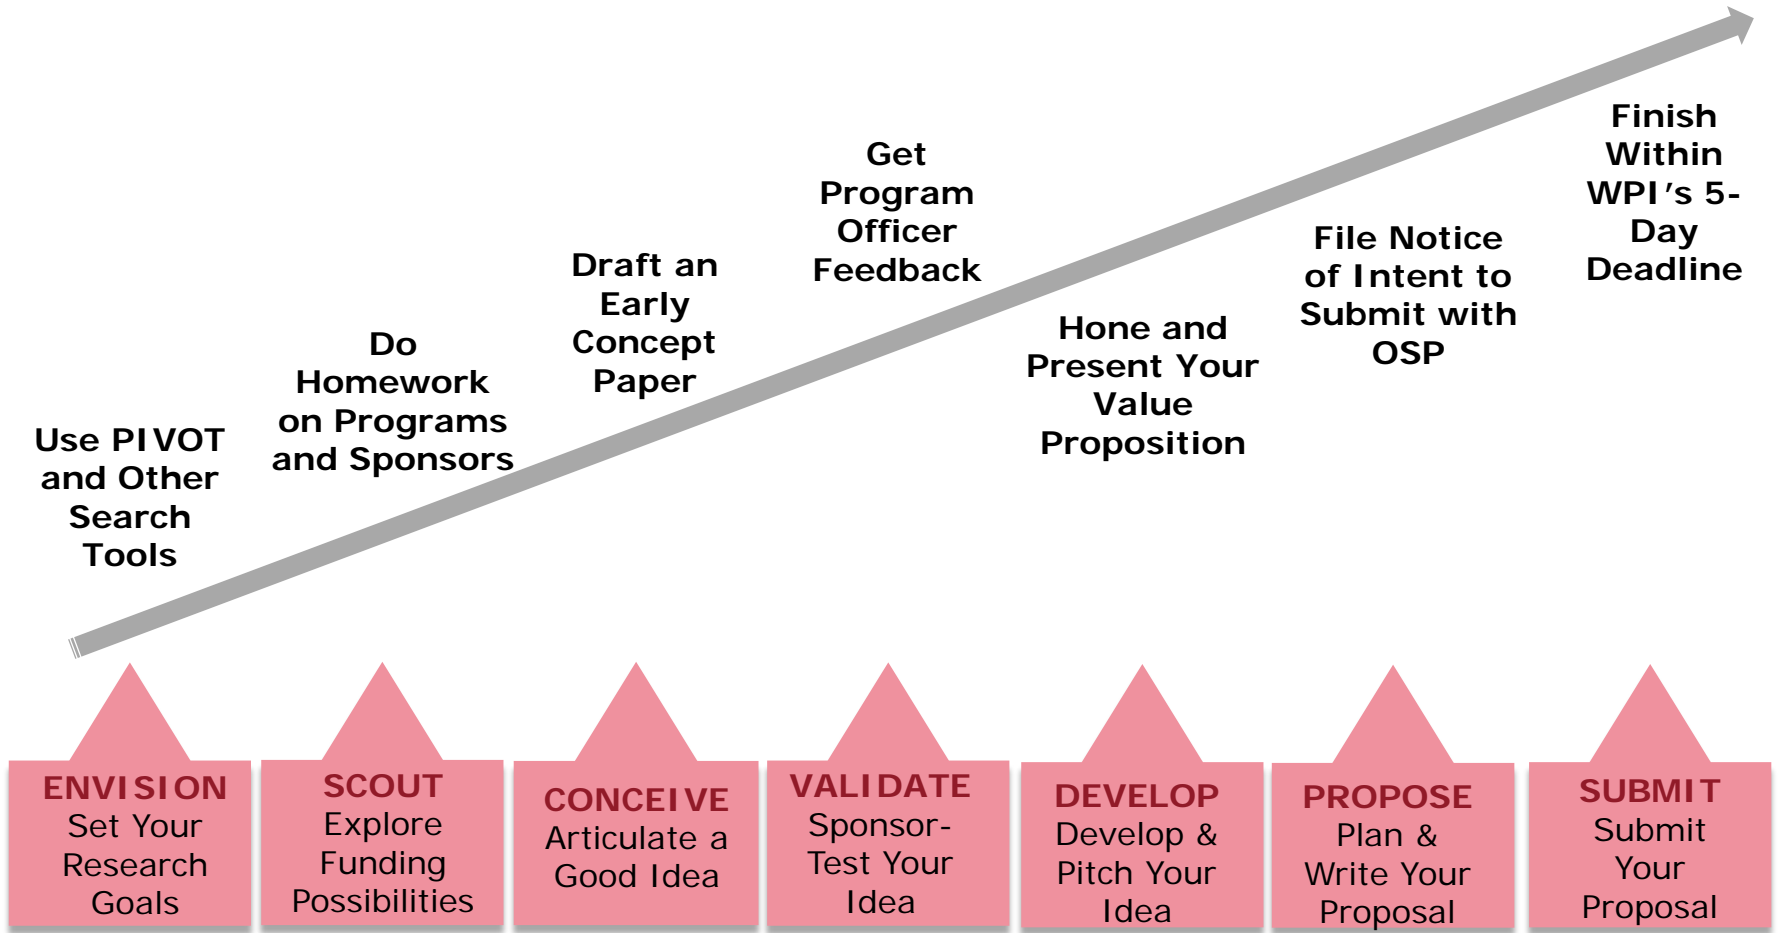 Use PIVOT
and Other
Search
Tools
Do
Homework
on Programs
and Sponsors
Draft an
Early
Concept
Paper
Get
Program
Officer
Feedback
Hone and
Present Your
Value
Proposition
File Notice
of Intent to
Submit with
OSP
Finish
Within
WPI's 5-
Day
Deadline
ENVISION
Set Your
Research
Goals
SCOUT
Explore
Funding
Possibilities
CONCEIVE
Articulate a
Good Idea
VALIDATE
Sponsor-
Test Your
Idea
DEVELOP
Develop &
Pitch Your
Idea
PROPOSE
Plan &
Write Your
Proposal
SUBMIT
Submit
Your
Proposal